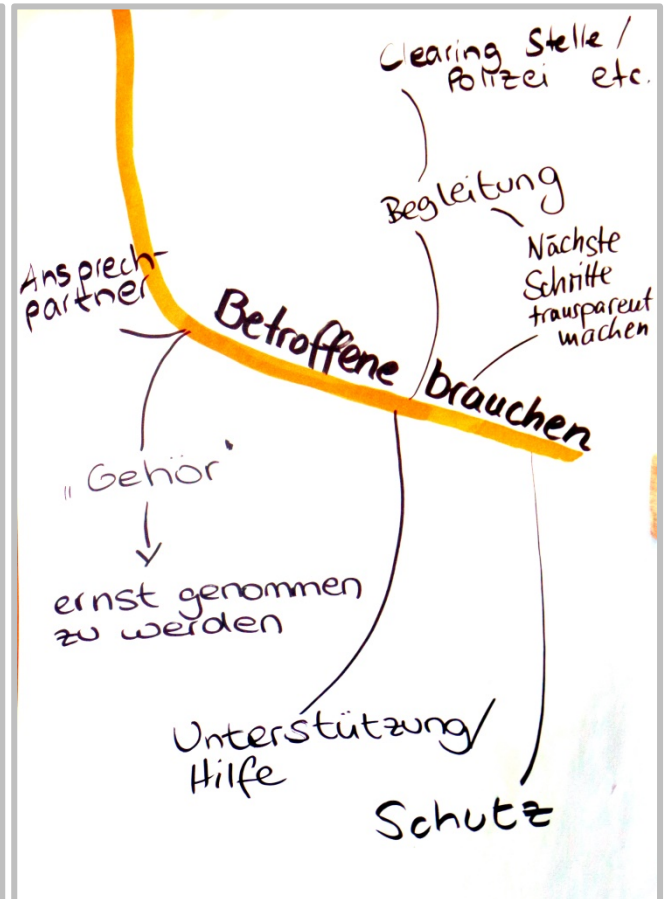 Clearing Stelle /
Polizei etc.
Begleitung
Nächste
Schritte
transparent
machen
Ansprech-
partner
Betroffene brauchen
„Gehör“
ernst genommen
zu werden
Unterstützung/
Hilfe
Schutz